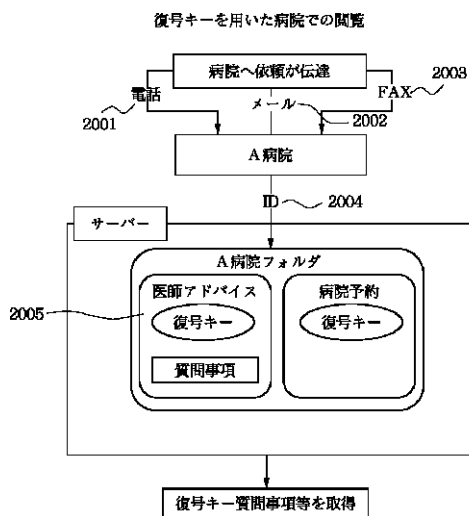 復号キーを用いた病院での閲覧
病院へ依頼が伝達
2003
電話
メール
FAX
2001
2002
A病院
ID
2004
サーバー
A病院フォルダ
医師アドバイス
病院予約
2005
復号キー
復号キー
質問事項
復号キー質問事項等を取得